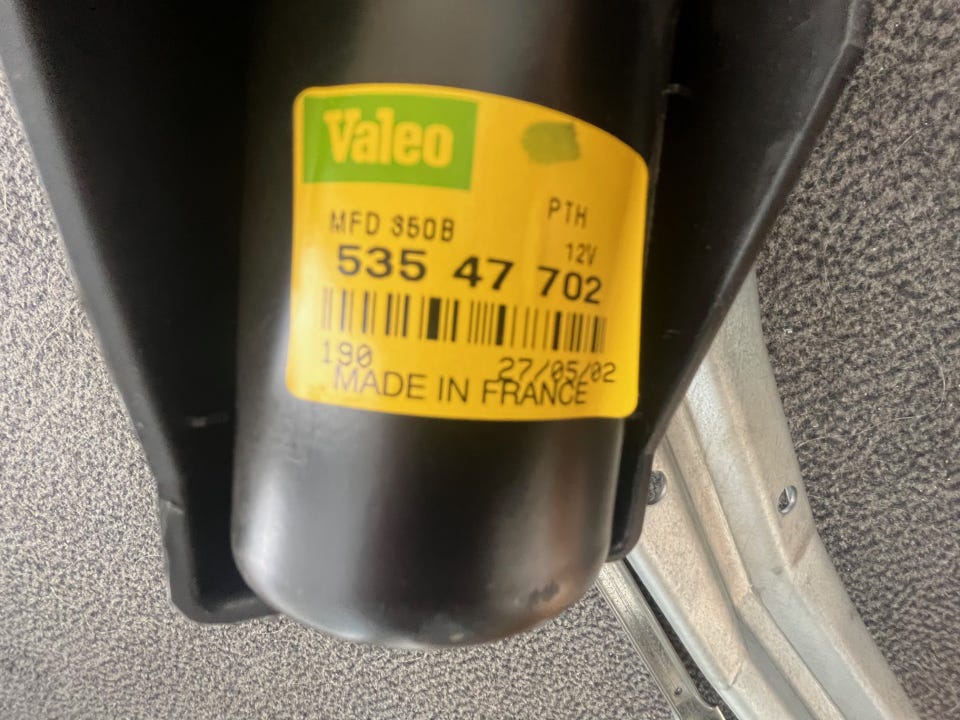 Valeo
PTH
MFD 350B
12V
535 47 702
190
27/05/02
MADE IN FRANCE